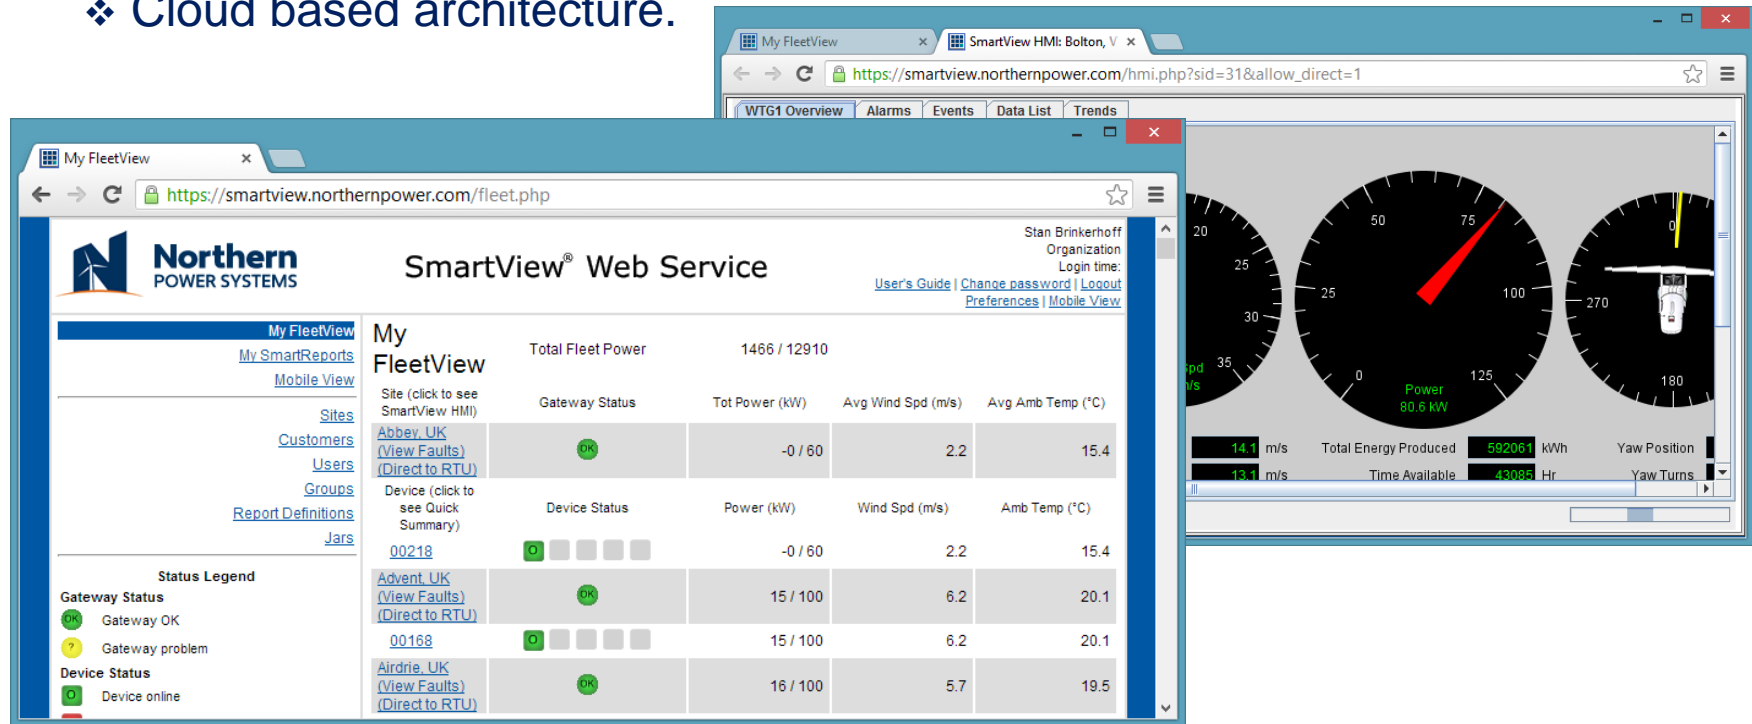 ❖ Cloud based architecture.
My FleetView
SmartView HMI: Bolton, V
https://smartview.northernpower.com/hmi.php?sid=31&allow_direct=1
WTG1 Overview Alarms Events Data List Trends
20
25
30
35
m/s
0
25
50
75
100
125
Power
80.6 kW
0
270
180
14.1 m/s Total Energy Produced 592061 kWh Yaw Position
13.1 m/s Time Available 43085 Hr Yaw Turns
My FleetView
https://smartview.northernpower.com/fleet.php
Northern
POWER SYSTEMS
SmartView® Web Service
Stan Brinkerhoff
Organization
Login time:
User's Guide | Change password | Logout
Preferences | Mobile View
My FleetView
My SmartReports
Mobile View
Sites
Customers
Users
Groups
Report Definitions
Jars
Status Legend
Gateway Status
OK Gateway OK
? Gateway problem
Device Status
O Device online
My
FleetView
Total Fleet Power 1466 / 12910
Site (click to see
SmartView HMI)
Gateway Status Tot Power (kW) Avg Wind Spd (m/s) Avg Amb Temp (°C)
Abbey, UK
(View Faults)
(Direct to RTU)
OK -0 / 60 2.2 15.4
Device (click to
see Quick
Summary)
Device Status Power (kW) Wind Spd (m/s) Amb Temp (°C)
00218 O -0 / 60 2.2 15.4
Advent, UK
(View Faults)
(Direct to RTU)
OK 15 / 100 6.2 20.1
00168 O 15 / 100 6.2 20.1
Airdrie, UK
(View Faults)
(Direct to RTU)
OK 16 / 100 5.7 19.5